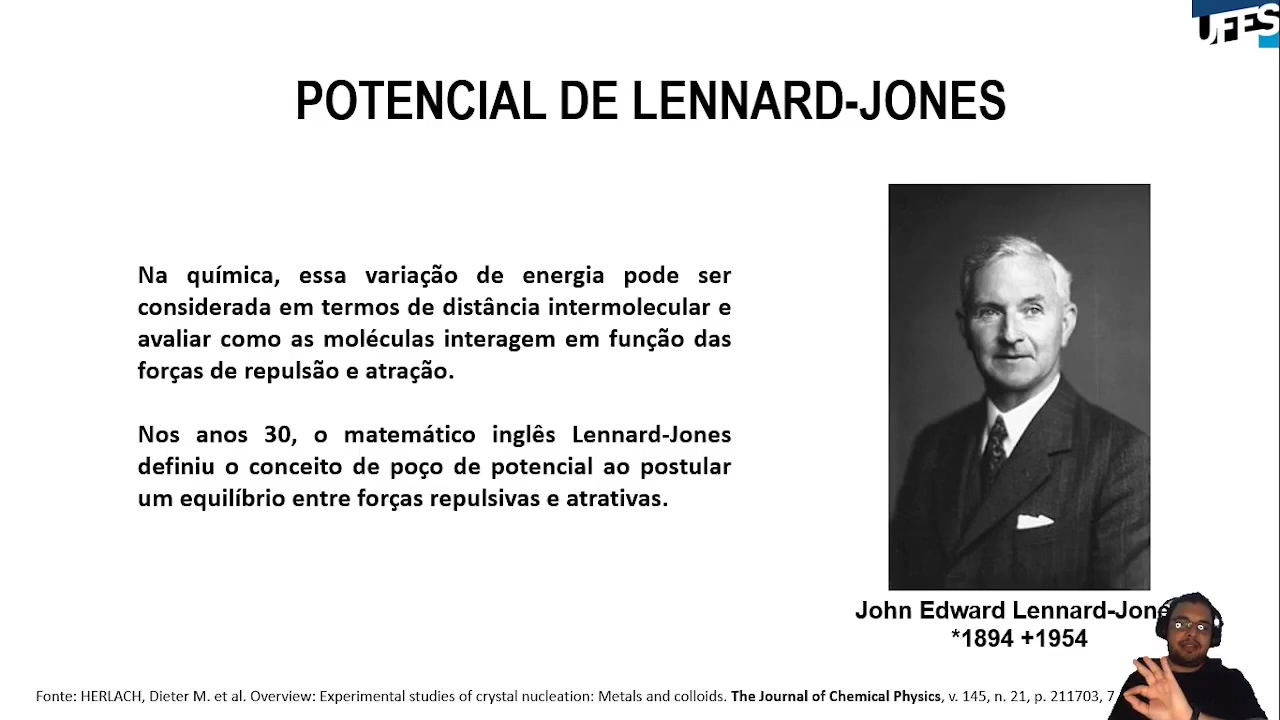 UFES
POTENCIAL DE LENNARD-JONES
Na química, essa variação de energia pode ser
considerada em termos de distância intermolecular e
avaliar como as moléculas interagem em função das
forças de repulsão e atração.
Nos anos 30, o matemático inglês Lennard-Jones
definiu o conceito de poço de potencial ao postular
um equilíbrio entre forças repulsivas e atrativas.
John Edward Lennard-Jone
*1894 +1954
Fonte: HERLACH, Dieter M. et al. Overview: Experimental studies of crystal nucleation: Metals and colloids. The Journal of Chemical Physics, v. 145, n. 21, p. 211703, 7